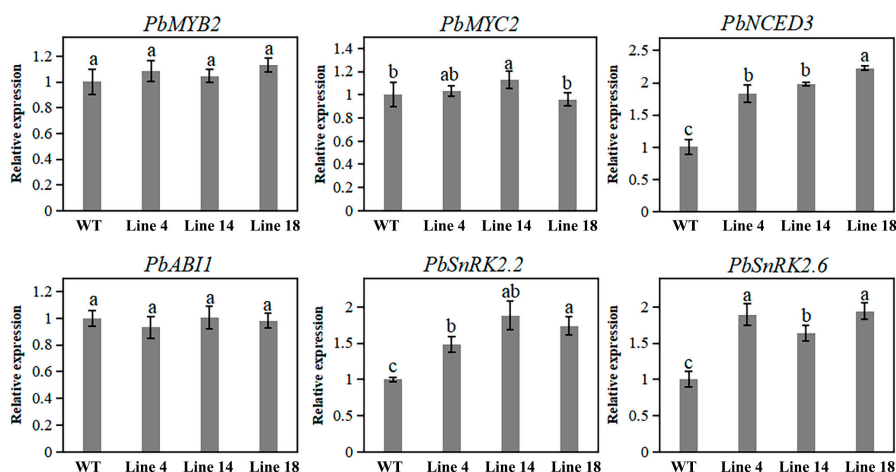 PbMYB2
Relative expression
1.2
1
0.8
0.6
0.4
0.2
0
a
a
a
a
WT Line 4 Line 14 Line 18
PbMYC2
Relative expression
1.4
1.2
1
0.8
0.6
0.4
0.2
0
b
ab
a
b
WT Line 4 Line 14 Line 18
PbNCED3
Relative expression
2.5
2
1.5
1
0.5
0
c
b
b
a
WT Line 4 Line 14 Line 18
PbABI1
Relative expression
1.2
1
0.8
0.6
0.4
0.2
0
a
a
a
a
WT Line 4 Line 14 Line 18
PbSnRK2.2
Relative expression
2
1.5
1
0.5
0
c
b
ab
a
WT Line 4 Line 14 Line 18
PbSnRK2.6
Relative expression
2
1.5
1
0.5
0
c
a
b
a
WT Line 4 Line 14 Line 18